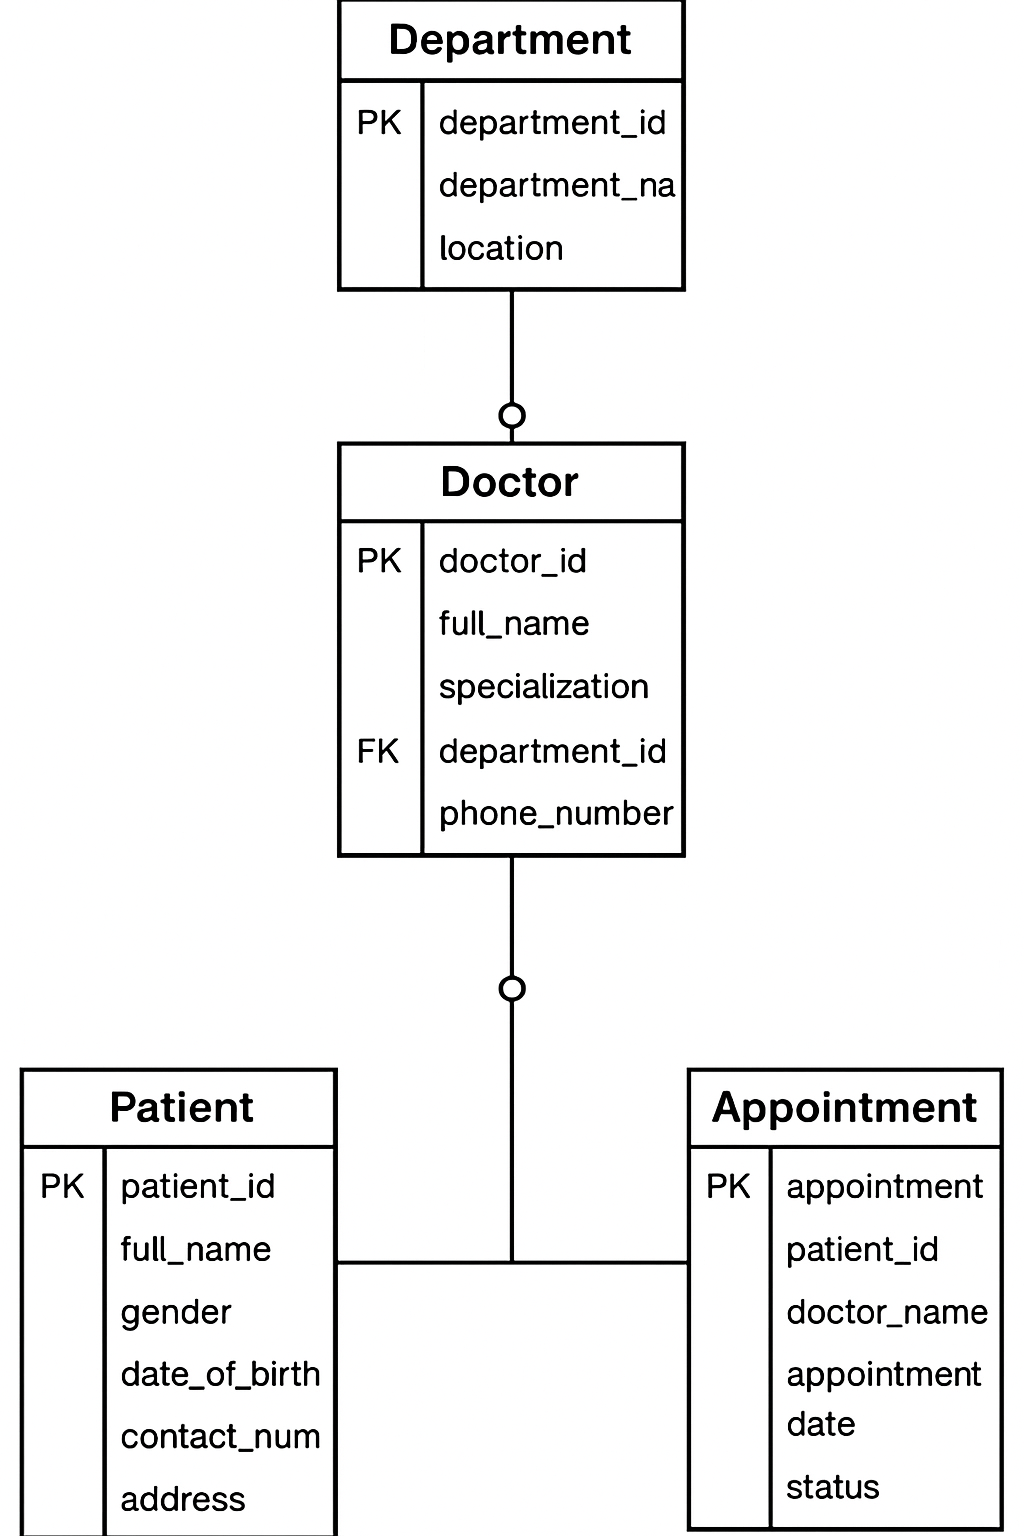 Department
PK department_id
department_na
location
Doctor
PK doctor_id
full_name
specialization
FK department_id
phone_number
Patient
PK patient_id
full_name
gender
date_of_birth
contact_num
address
Appointment
PK appointment
patient_id
doctor_name
appointment
date
status